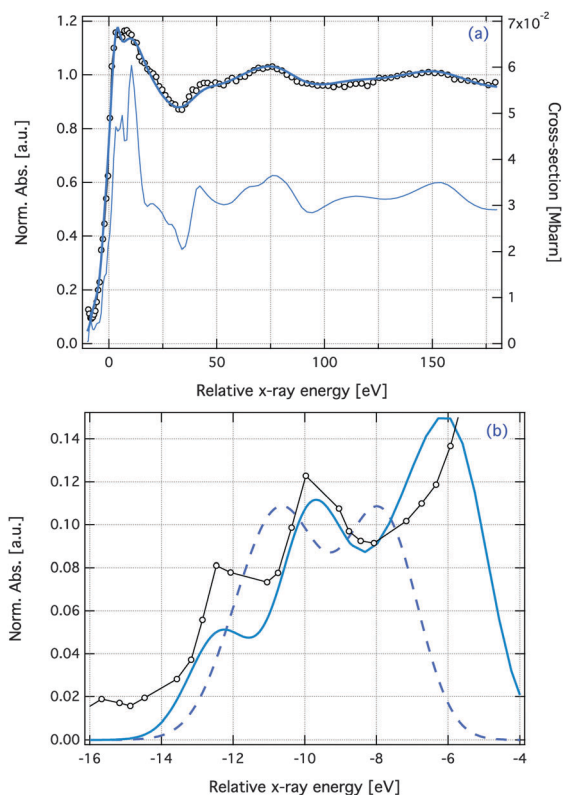 (a)
Norm. Abs. [a.u.]
1.2
1.0
0.8
0.6
0.4
0.2
0.0
7x10-2
6
5
4
3
2
1
0
Cross-section [Mbarn]
0 50 100 150
Relative x-ray energy [eV]
(b)
Norm. Abs. [a.u.]
0.14
0.12
0.10
0.08
0.06
0.04
0.02
0.00
-16 -14 -12 -10 -8 -6 -4
Relative x-ray energy [eV]